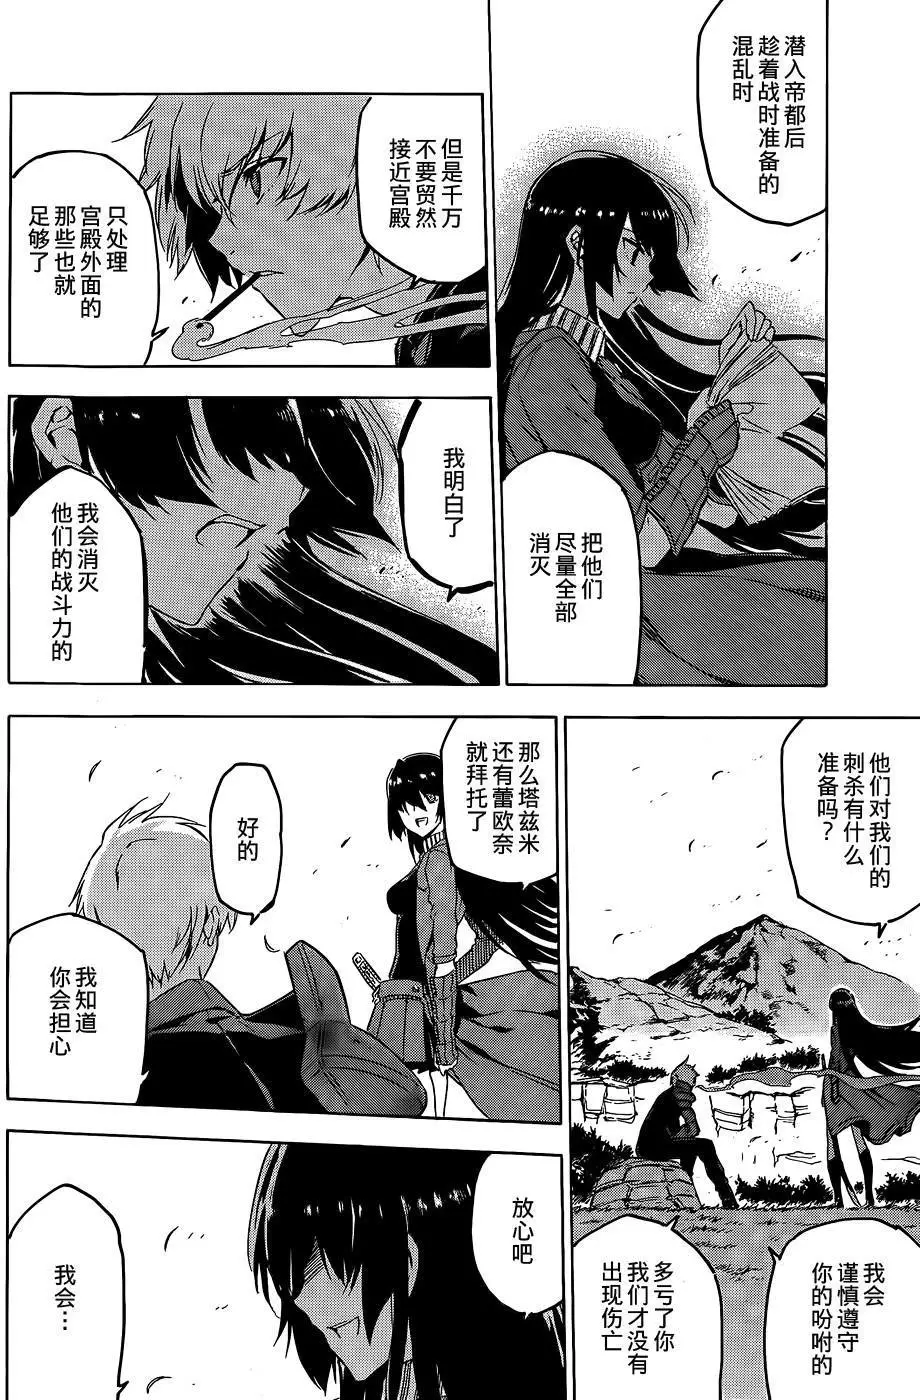 潜入帝都后
趁着战时准备的
混乱时
把他们
尽量全部
消灭
但是千万
不要贸然
接近宫殿
只处理
宫殿外面的
那些也就
足够了
我明白了
我会消灭
他们的战斗力的
他们对我们的
刺杀有什么
准备吗？
我会
谨慎遵守
你的吩咐的
多亏了你
我们才没有
出现伤亡
那么塔兹米
还有蕾欧奈
就拜托了
好的
我知道
你会担心
放心吧
我会…